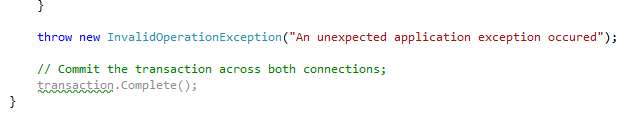 }
throw new InvalidOperationException("An unexpected application exception occured");
// Commit the transaction across both connections;
transaction.Complete();
}